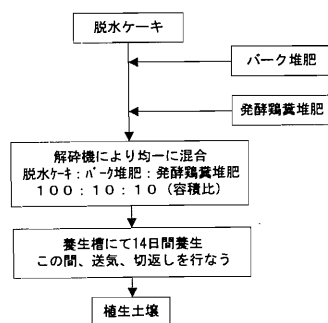 脱水ケーキ
バーク堆肥
発酵鶏糞堆肥
解砕機により均一に混合
脱水ケーキ：バーク堆肥：発酵鶏糞堆肥
１００：１０：１０（容積比）
養生槽にて14日間養生
この間、送気、切返しを行なう
植生土壌